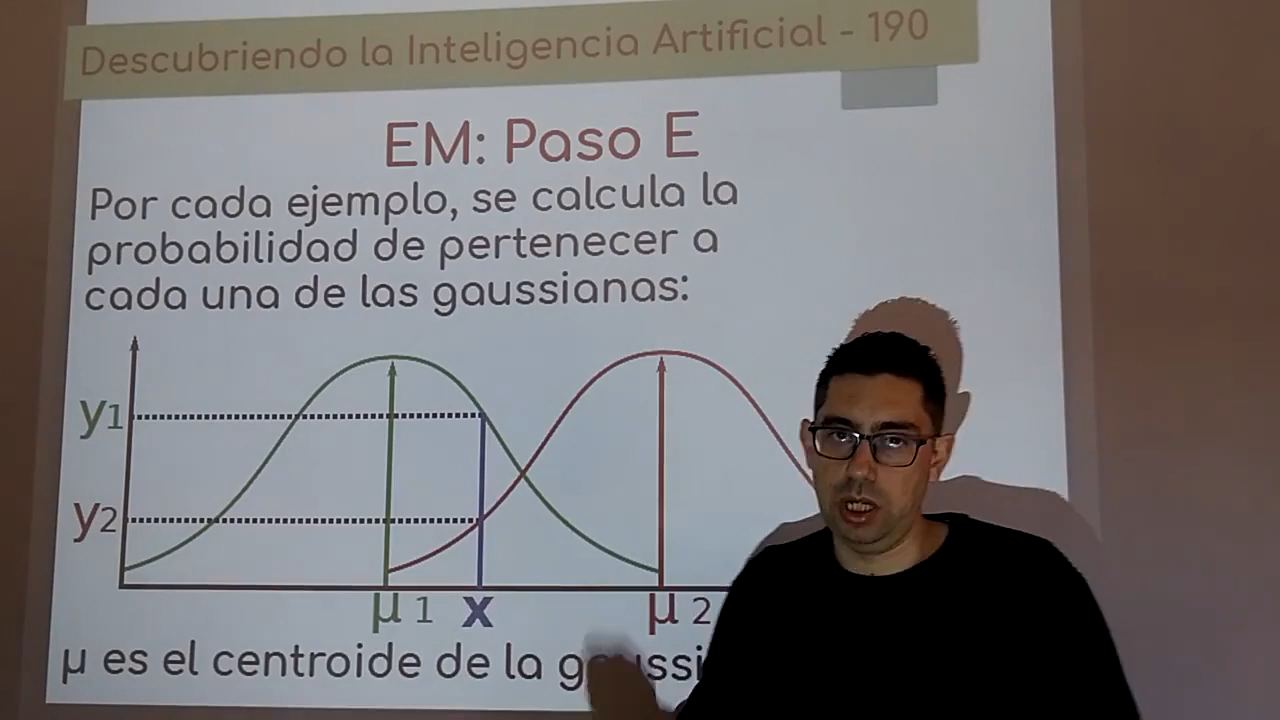 Descubriendo la Inteligencia Artificial - 190
EM: Paso E
Por cada ejemplo, se calcula la
probabilidad de pertenecer a
cada una de las gaussianas:
y1
y2
μ 1 x μ 2
μ es el centroide de la